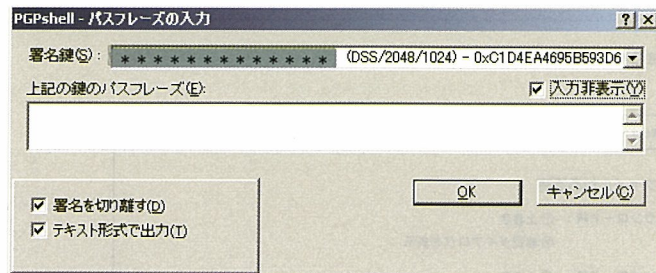 PGPshell - パスフレーズの入力
署名鍵(S): ************* (DSS/2048/1024) - 0xC1D4EA4695B593D6
上記の鍵のパスフレーズ(E): 入力非表示(Y)
OK キャンセル(C)
署名を切り離す(D)
テキスト形式で出力(T)